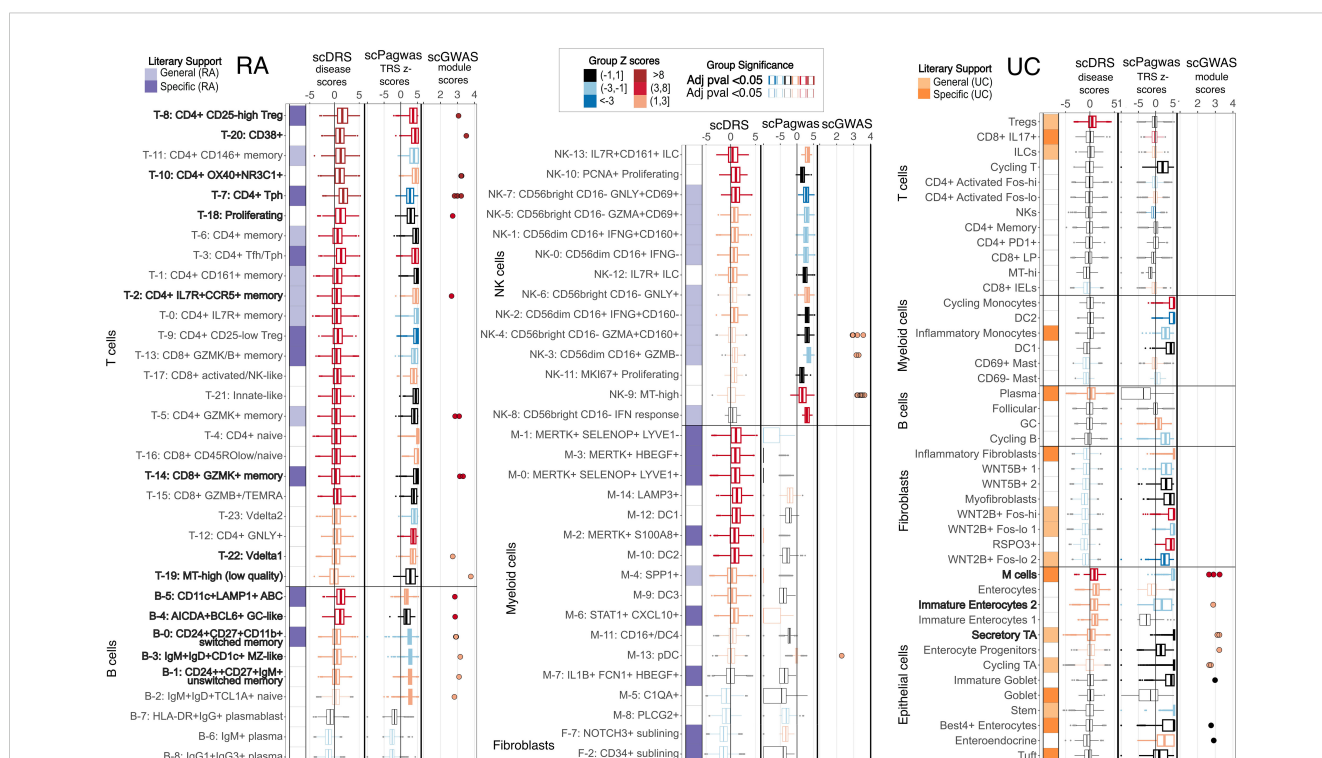 Literary Support
General (RA)
Specific (RA)
RA
scDRS
disease
scores
scPagwas
TRS z-
scores
scGWAS
module
scores
-5 0 5
-5 0 5
2 3 4
T cells
T-8: CD4+ CD25-high Treg
T-20: CD38+
T-11: CD4+ CD146+ memory
T-10: CD4+ OX40+NR3C1+
T-7: CD4+ Tph
T-18: Proliferating
T-6: CD4+ memory
T-3: CD4+ Tfh/Tph
T-1: CD4+ CD161+ memory
T-2: CD4+ IL7R+CCR5+ memory
T-0: CD4+ IL7R+ memory
T-9: CD4+ CD25-low Treg
T-13: CD8+ GZMK/B+ memory
T-17: CD8+ activated/NK-like
T-21: Innate-like
T-5: CD4+ GZMK+ memory
T-4: CD4+ naive
T-16: CD8+ CD45ROlow/naive
T-14: CD8+ GZMK+ memory
T-15: CD8+ GZMB+/TEMRA
T-23: Vdelta2
T-12: CD4+ GNLY+
T-22: Vdelta1
T-19: MT-high (low quality)
B cells
B-5: CD11c+LAMP1+ ABC
B-4: AICDA+BCL6+ GC-like
B-0: CD24+CD27+CD11b+
switched memory
B-3: IgM+IgD+CD1c+ MZ-like
B-1: CD24++CD27+IgM+
unswitched memory
B-2: IgM+IgD+TCL1A+ naive
B-7: HLA-DR+IgG+ plasmablast
B-6: IgM+ plasma
B-8: IgG1+IgG3+ plasma
Group Z scores
(-1,1]
(-3,-1]
<-3
>8
(3,8]
(1,3]
Group Significance
Adj pval <0.05
Adj pval <0.05
scDRS
scPagwas
scGWAS
-5 0 5
-5 0 5
2 3 4
NK cells
NK-13: IL7R+CD161+ ILC
NK-10: PCNA+ Proliferating
NK-7: CD56bright CD16- GNLY+CD69+
NK-5: CD56bright CD16- GZMA+CD69+
NK-1: CD56dim CD16+ IFNG+CD160+
NK-0: CD56dim CD16+ IFNG-
NK-12: IL7R+ ILC
NK-6: CD56bright CD16- GNLY+
NK-2: CD56dim CD16+ IFNG+CD160-
NK-4: CD56bright CD16- GZMA+CD160+
NK-3: CD56dim CD16+ GZMB-
NK-11: MKI67+ Proliferating
NK-9: MT-high
NK-8: CD56bright CD16- IFN response
Myeloid cells
M-1: MERTK+ SELENOP+ LYVE1-
M-3: MERTK+ HBEGF+
M-0: MERTK+ SELENOP+ LYVE1+
M-14: LAMP3+
M-12: DC1
M-2: MERTK+ S100A8+
M-10: DC2
M-4: SPP1+
M-9: DC3
M-6: STAT1+ CXCL10+
M-11: CD16+/DC4
M-13: pDC
M-7: IL1B+ FCN1+ HBEGF+
M-5: C1QA+
M-8: PLCG2+
Fibroblasts
F-7: NOTCH3+ sublining
F-2: CD34+ sublining
Literary Support
General (UC)
Specific (UC)
UC
scDRS
disease
scores
scPagwas
TRS z-
scores
scGWAS
module
scores
-5 0 51
-5 0 5
2 3 4
T cells
Tregs
CD8+ IL17+
ILCs
Cycling T
CD4+ Activated Fos-hi
CD4+ Activated Fos-lo
NKs
CD4+ Memory
CD4+ PD1+
CD8+ LP
MT-hi
CD8+ IELs
Myeloid cells
Cycling Monocytes
DC2
Inflammatory Monocytes
DC1
CD69+ Mast
CD69- Mast
B cells
Plasma
Follicular
GC
Cycling B
Fibroblasts
Inflammatory Fibroblasts
WNT5B+ 1
WNT5B+ 2
Myofibroblasts
WNT2B+ Fos-hi
WNT2B+ Fos-lo 1
RSPO3+
WNT2B+ Fos-lo 2
Epithelial cells
M cells
Enterocytes
Immature Enterocytes 2
Immature Enterocytes 1
Secretory TA
Enterocyte Progenitors
Cycling TA
Immature Goblet
Goblet
Stem
Best4+ Enterocytes
Enteroendocrine
Tuft